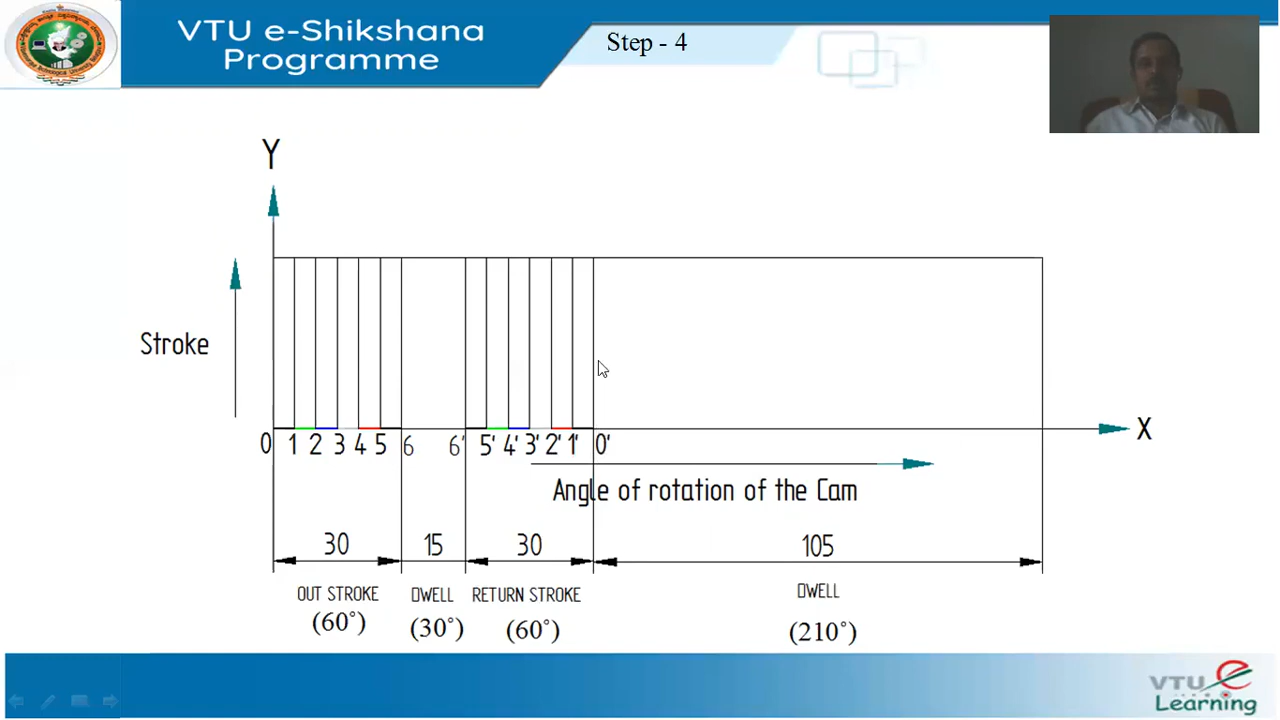 VTU e-Shikshana
Programme
Step - 4
Y
Stroke
X
0 1 2 3 4 5 6 6' 5' 4' 3' 2' 1' 0'
Angle of rotation of the Cam
30 15 30 105
OUT STROKE DWELL RETURN STROKE DWELL
(60°) (30°) (60°) (210°)
VTU e
Learning